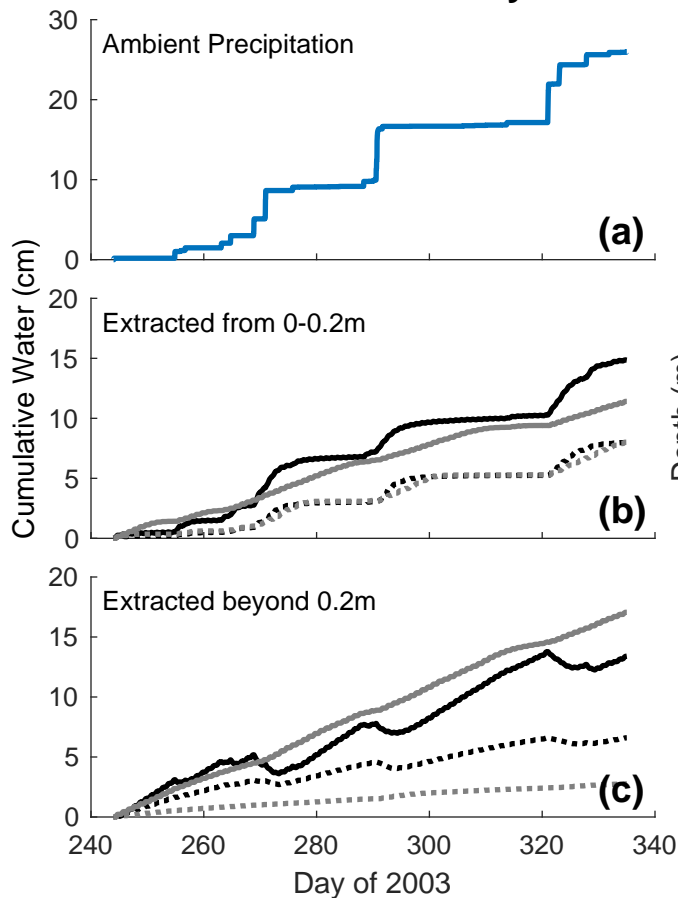 30
Ambient Precipitation
20
10
(a)
0
Cumulative Water (cm)
20
Extracted from 0-0.2m
15
10
5
(b)
0
20
Extracted beyond 0.2m
15
10
5
(c)
0
240 260 280 300 320 340
Day of 2003